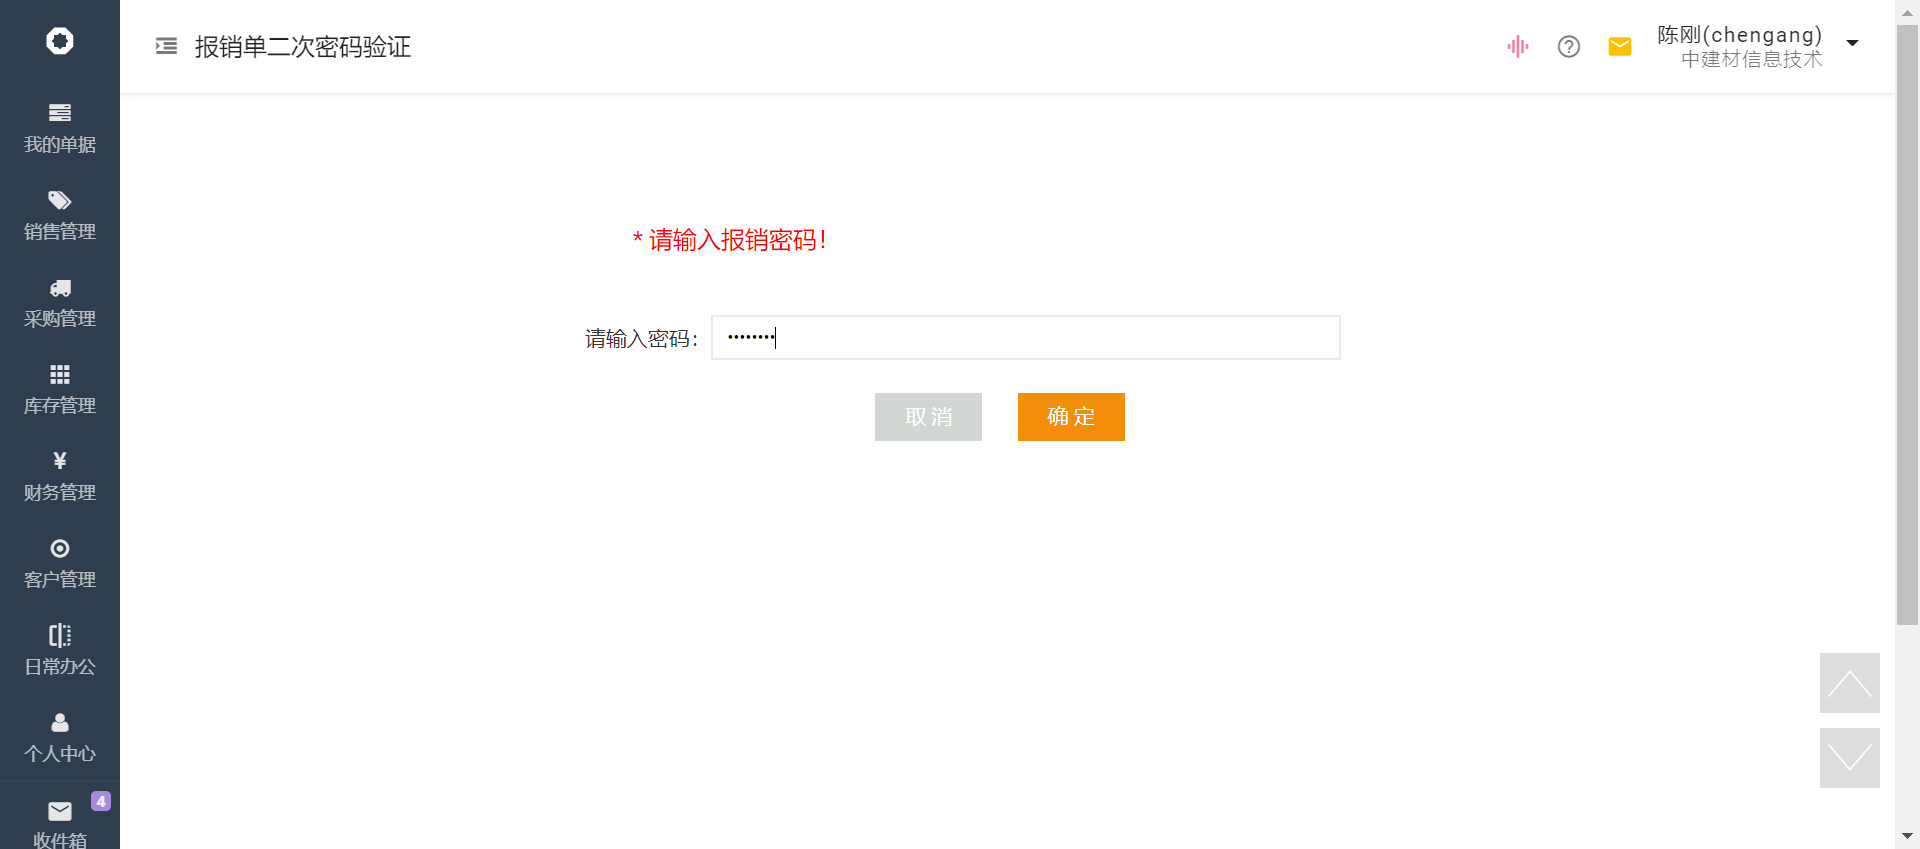 报销单二次密码验证
陈刚(chengang)
中建材信息技术
我的单据
销售管理
采购管理
库存管理
¥
财务管理
客户管理
日常办公
个人中心
4
收件箱
* 请输入报销密码!
请输入密码：
••••••••
取消
确定